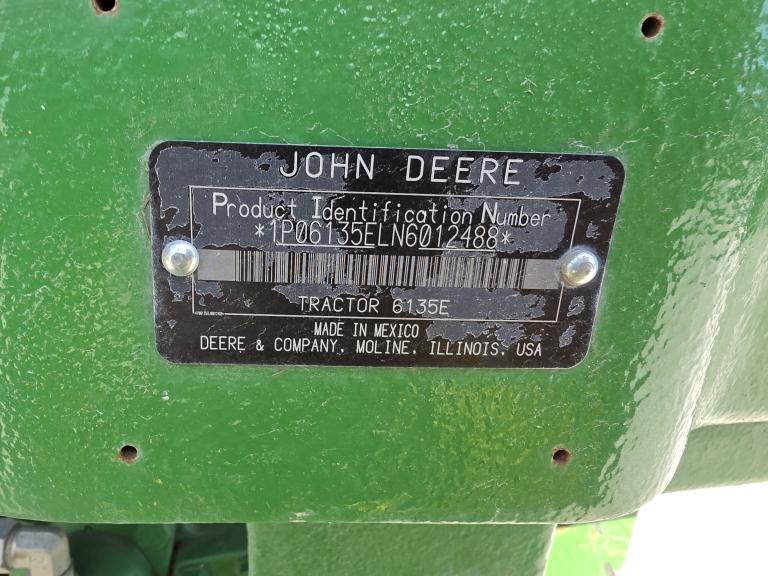 JOHN DEERE
Product Identification Number
*1P06135ELN6012488*
TRACTOR 6135E
MADE IN MEXICO
DEERE & COMPANY, MOLINE, ILLINOIS, USA